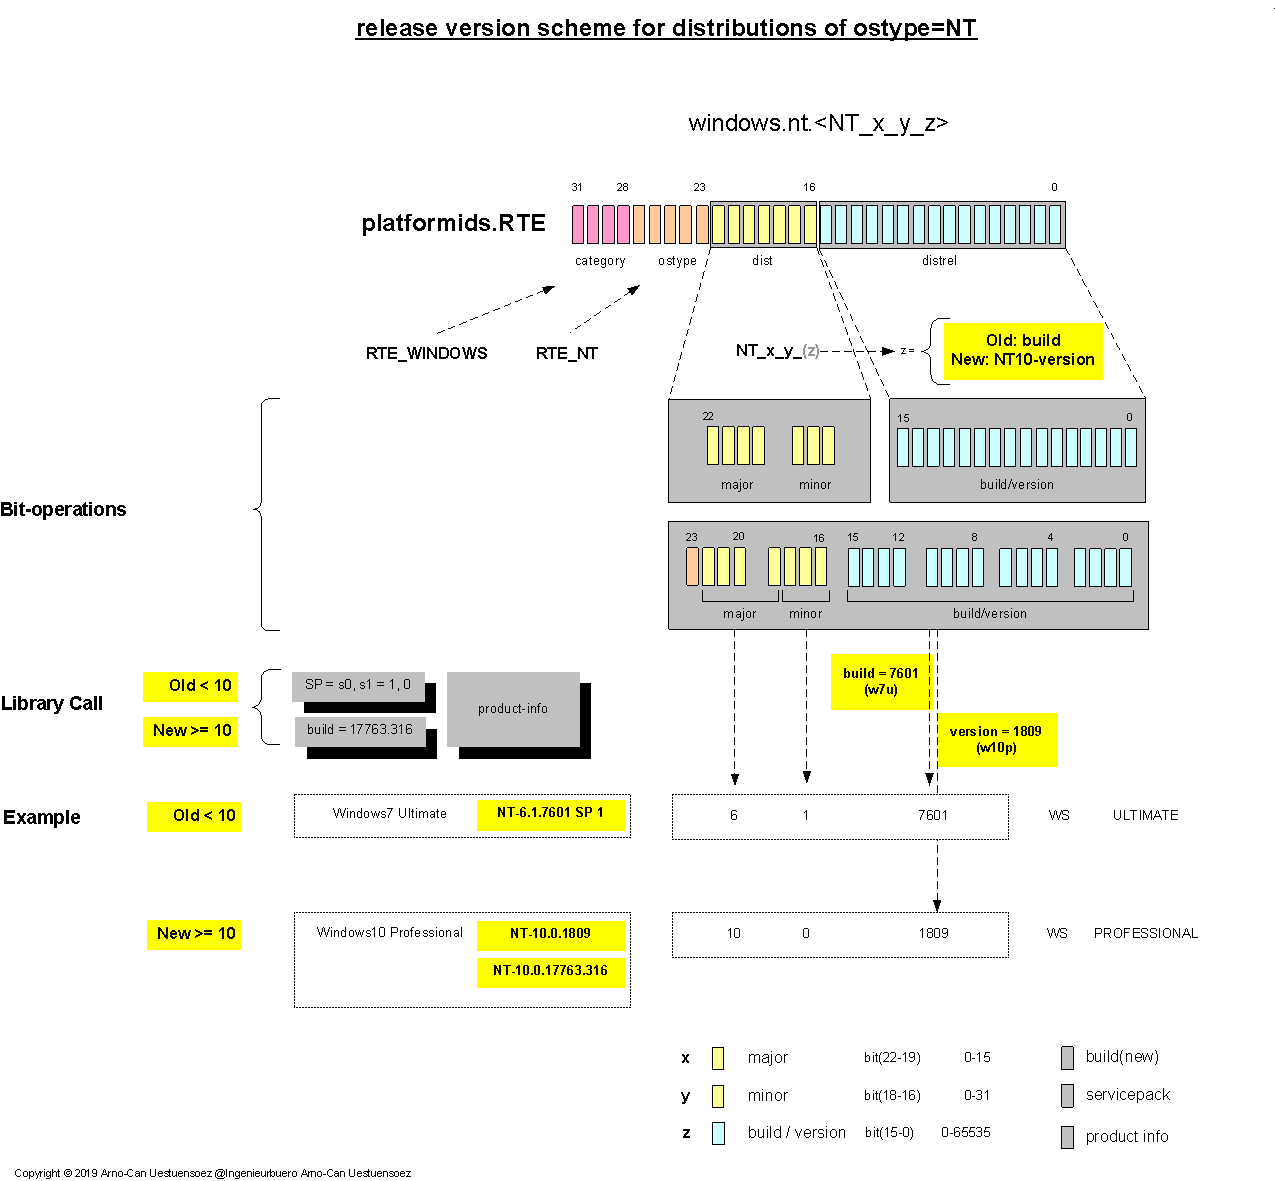 release version scheme for distributions of ostype=NT
windows.nt.<NT_x_y_z>
31 28 23 16 0
platformids.RTE
category ostype dist distrel
RTE_WINDOWS RTE_NT
NT_x_y_(z) z =
Old: build
New: NT10-version
22 15 0
major minor build/version
Bit-operations
23 20 16 15 12 8 4 0
major minor build/version
Library Call
Old < 10
SP = s0, s1 = 1, 0
product-info
New >= 10
build = 17763.316
build = 7601
(w7u)
version = 1809
(w10p)
Example
Old < 10
Windows7 Ultimate NT-6.1.7601 SP 1
6 1 7601 WS ULTIMATE
New >= 10
Windows10 Professional NT-10.0.1809
10 0 1809 WS PROFESSIONAL
NT-10.0.17763.316
x major bit(22-19) 0-15 build(new)
y minor bit(18-16) 0-31 servicepack
z build / version bit(15-0) 0-65535 product info
Copyright © 2019 Arno-Can Uestuensoez @Ingenieurbuero Arno-Can Uestuensoez